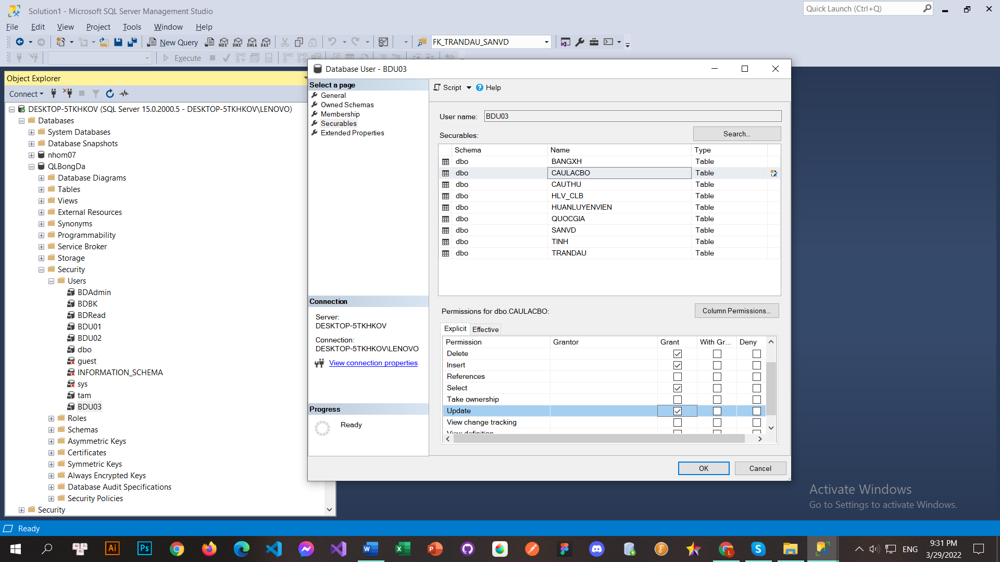 Solution1 - Microsoft SQL Server Management Studio
Quick Launch (Ctrl+Q)
File Edit View Project Tools Window Help
New Query
MDX DMX XMLA DAX
FK_TRANDAU_SANVD
Execute
Object Explorer
Connect
DESKTOP-5TKHKOV (SQL Server 15.0.2000.5 - DESKTOP-5TKHKOV\LENOVO)
Databases
System Databases
Database Snapshots
nhom07
QLBongDa
Database Diagrams
Tables
Views
External Resources
Synonyms
Programmability
Service Broker
Storage
Security
Users
BDAdmin
BDBK
BDRead
BDU01
BDU02
dbo
guest
INFORMATION_SCHEMA
sys
tam
BDU03
Roles
Schemas
Asymmetric Keys
Certificates
Symmetric Keys
Always Encrypted Keys
Database Audit Specifications
Security Policies
Security
Database User - BDU03
Select a page
General
Owned Schemas
Membership
Securables
Extended Properties
Connection
Server:
DESKTOP-5TKHKOV
Connection:
DESKTOP-5TKHKOV\LENOVO
View connection properties
Progress
Ready
Script Help
User name: BDU03
Securables: Search...
Schema Name Type
dbo BANGXH Table
dbo CAULACBO Table
dbo CAUTHU Table
dbo HLV_CLB Table
dbo HUANLUYENVIEN Table
dbo QUOCGIA Table
dbo SANVD Table
dbo TINH Table
dbo TRANDAU Table
Permissions for dbo.CAULACBO: Column Permissions...
Explicit Effective
Permission Grantor Grant With Gr... Deny
Delete
Insert
References
Select
Take ownership
Update
View change tracking
View definition
OK Cancel
Activate Windows
Go to Settings to activate Windows.
Ready
Ai Ps
ENG
9:31 PM
3/29/2022